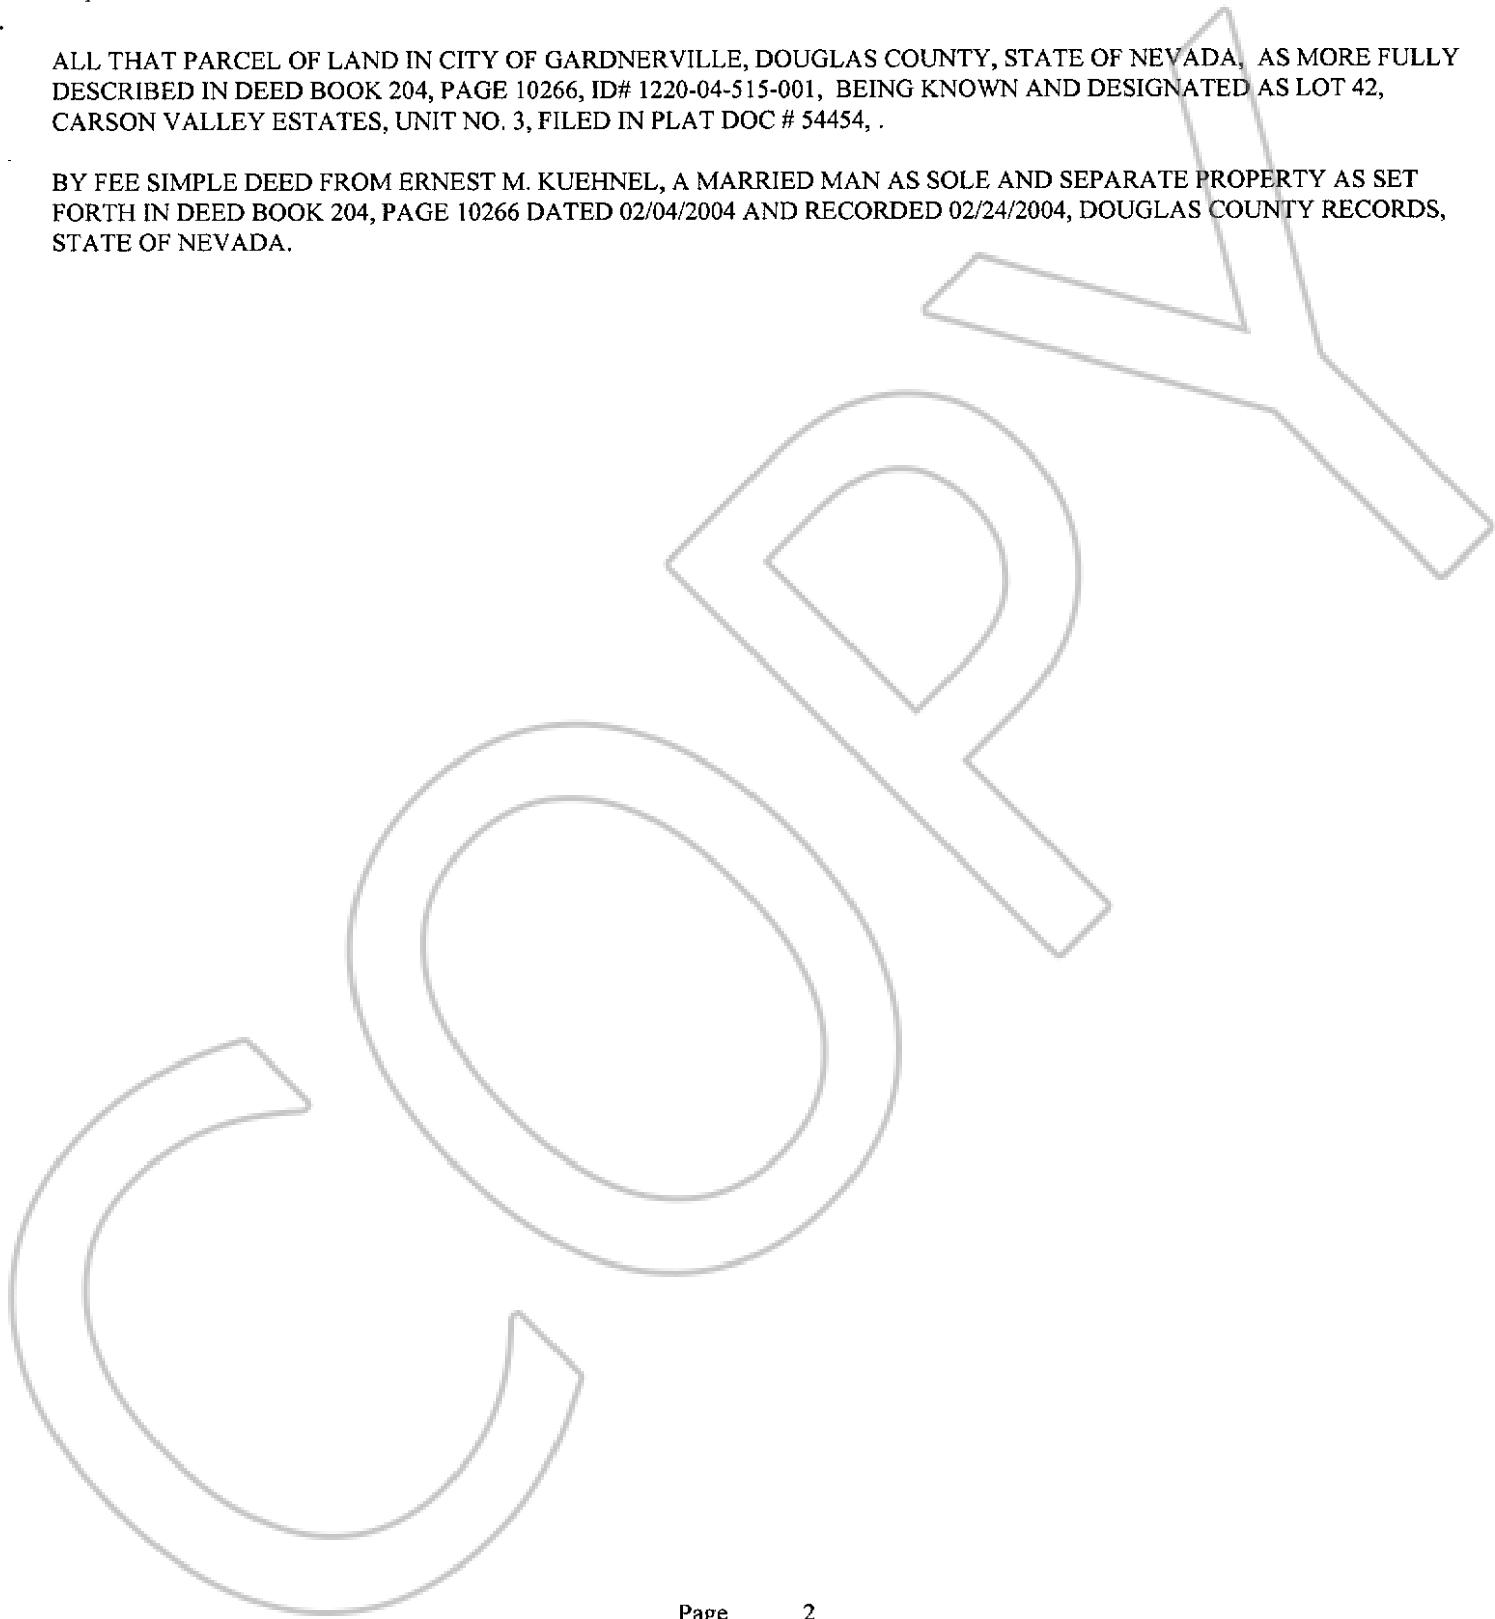 ALL THAT PARCEL OF LAND IN CITY OF GARDNERVILLE, DOUGLAS COUNTY, STATE OF NEVADA, AS MORE FULLY
DESCRIBED IN DEED BOOK 204, PAGE 10266, ID# 1220-04-515-001, BEING KNOWN AND DESIGNATED AS LOT 42,
CARSON VALLEY ESTATES, UNIT NO. 3, FILED IN PLAT DOC # 54454, .
BY FEE SIMPLE DEED FROM ERNEST M. KUEHNEL, A MARRIED MAN AS SOLE AND SEPARATE PROPERTY AS SET
FORTH IN DEED BOOK 204, PAGE 10266 DATED 02/04/2004 AND RECORDED 02/24/2004, DOUGLAS COUNTY RECORDS,
STATE OF NEVADA.
COPY
Page 2